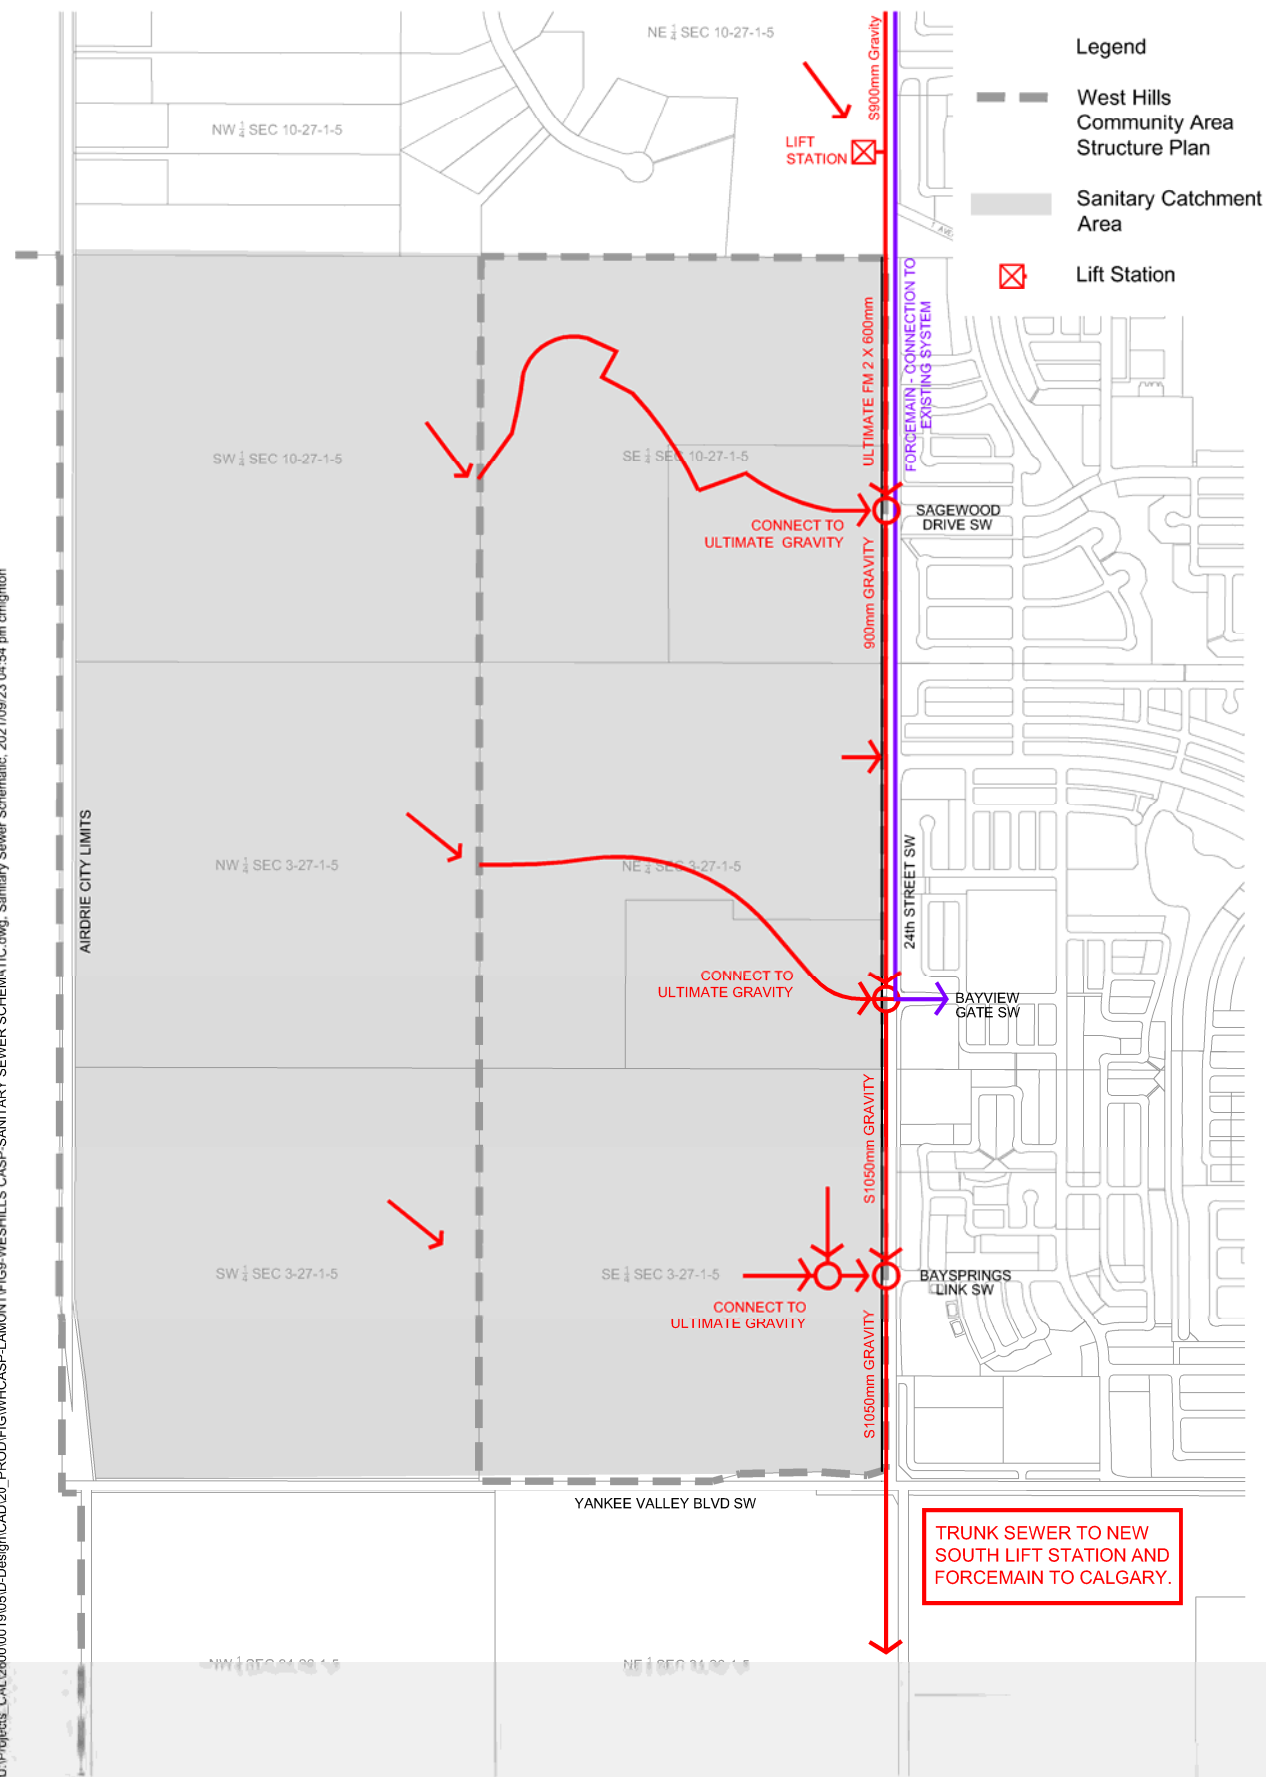 NE 1/4 SEC 10-27-1-5
S900mm Gravity
Legend
West Hills
Community Area
Structure Plan
Sanitary Catchment
Area
Lift Station
NW 1/4 SEC 10-27-1-5
LIFT
STATION
ULTIMATE FM 2 X 600mm
FORCEMAIN - CONNECTION TO
EXISTING SYSTEM
SW 1/4 SEC 10-27-1-5
SE 1/4 SEC 10-27-1-5
SAGEWOOD
DRIVE SW
CONNECT TO
ULTIMATE GRAVITY
900mm GRAVITY
AIRDRIE CITY LIMITS
NW 1/4 SEC 3-27-1-5
NE 1/4 SEC 3-27-1-5
24th STREET SW
CONNECT TO
ULTIMATE GRAVITY
BAYVIEW
GATE SW
S1050mm GRAVITY
SW 1/4 SEC 3-27-1-5
SE 1/4 SEC 3-27-1-5
BAYSPRINGS
LINK SW
CONNECT TO
ULTIMATE GRAVITY
S1050mm GRAVITY
YANKEE VALLEY BLVD SW
TRUNK SEWER TO NEW
SOUTH LIFT STATION AND
FORCEMAIN TO CALGARY.